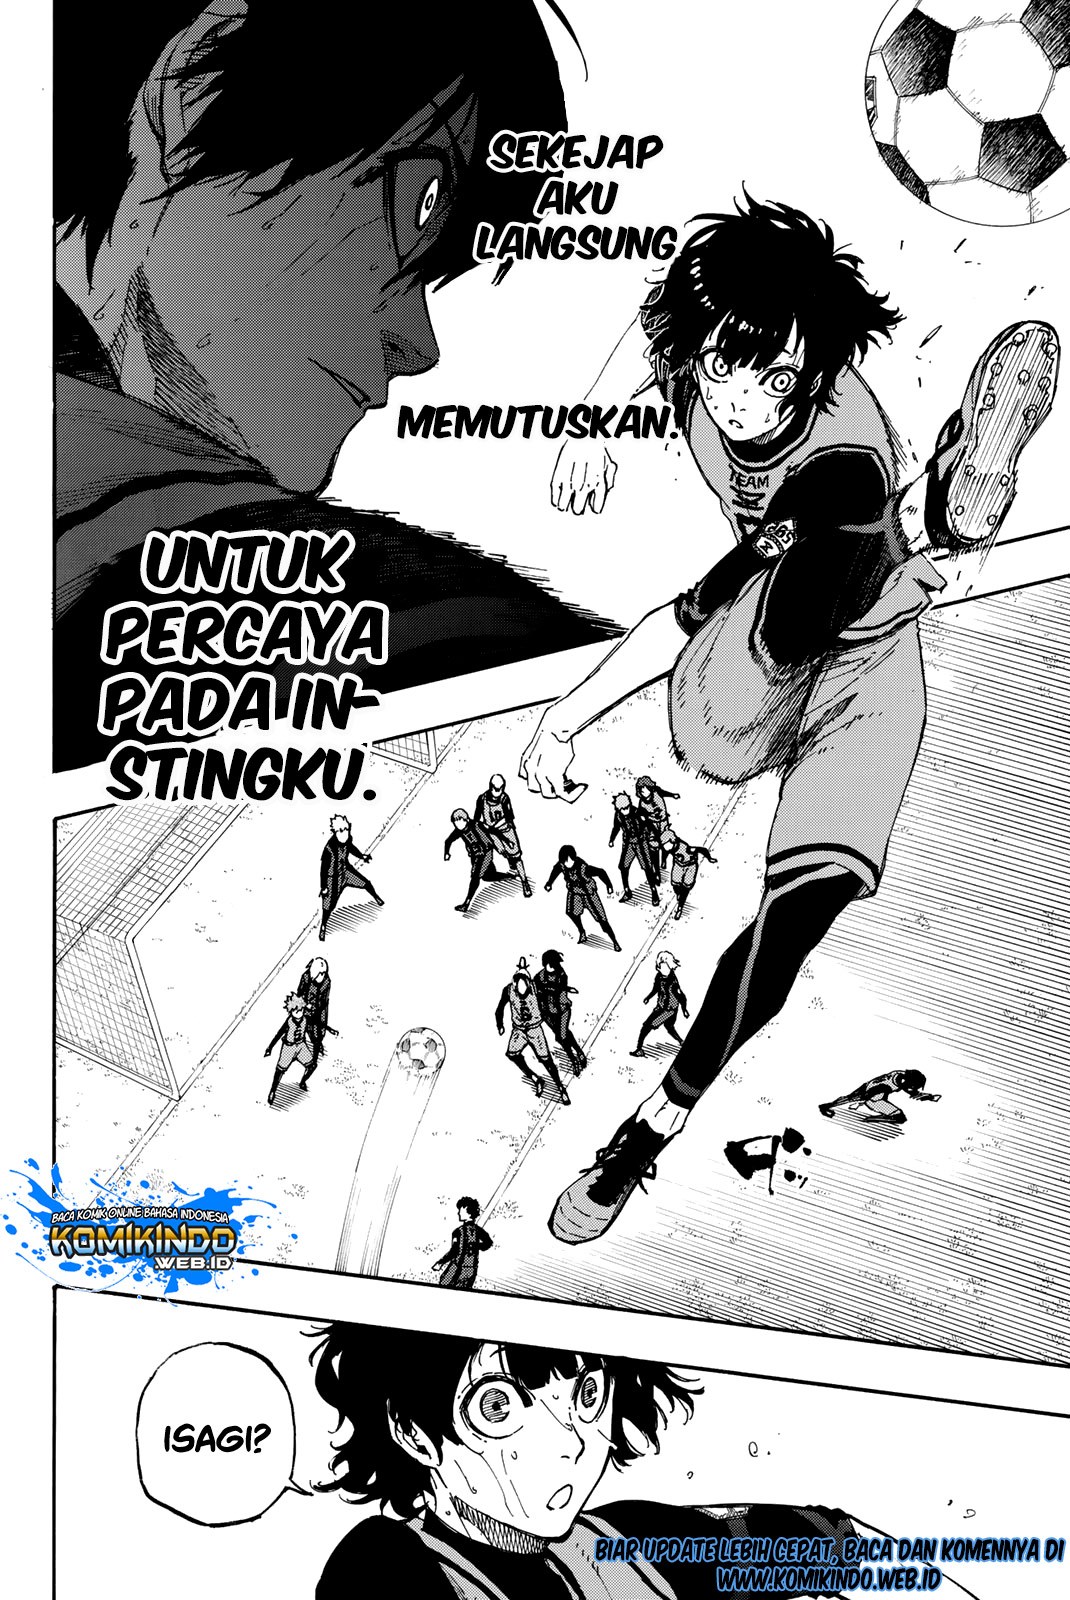 SEKEJAP
AKU
LANGSUNG
MEMUTUSKAN.
UNTUK
PERCAYA
PADA IN-
STINGKU.
TEAM
Z
BACA KOMIK ONLINE BAHASA INDONESIA
KOMIKINDO
.WEB.ID
ISAGI?
BIAR UPDATE LEBIH CEPAT, BACA DAN KOMENNYA DI
WWW.KOMIKINDO.WEB.ID